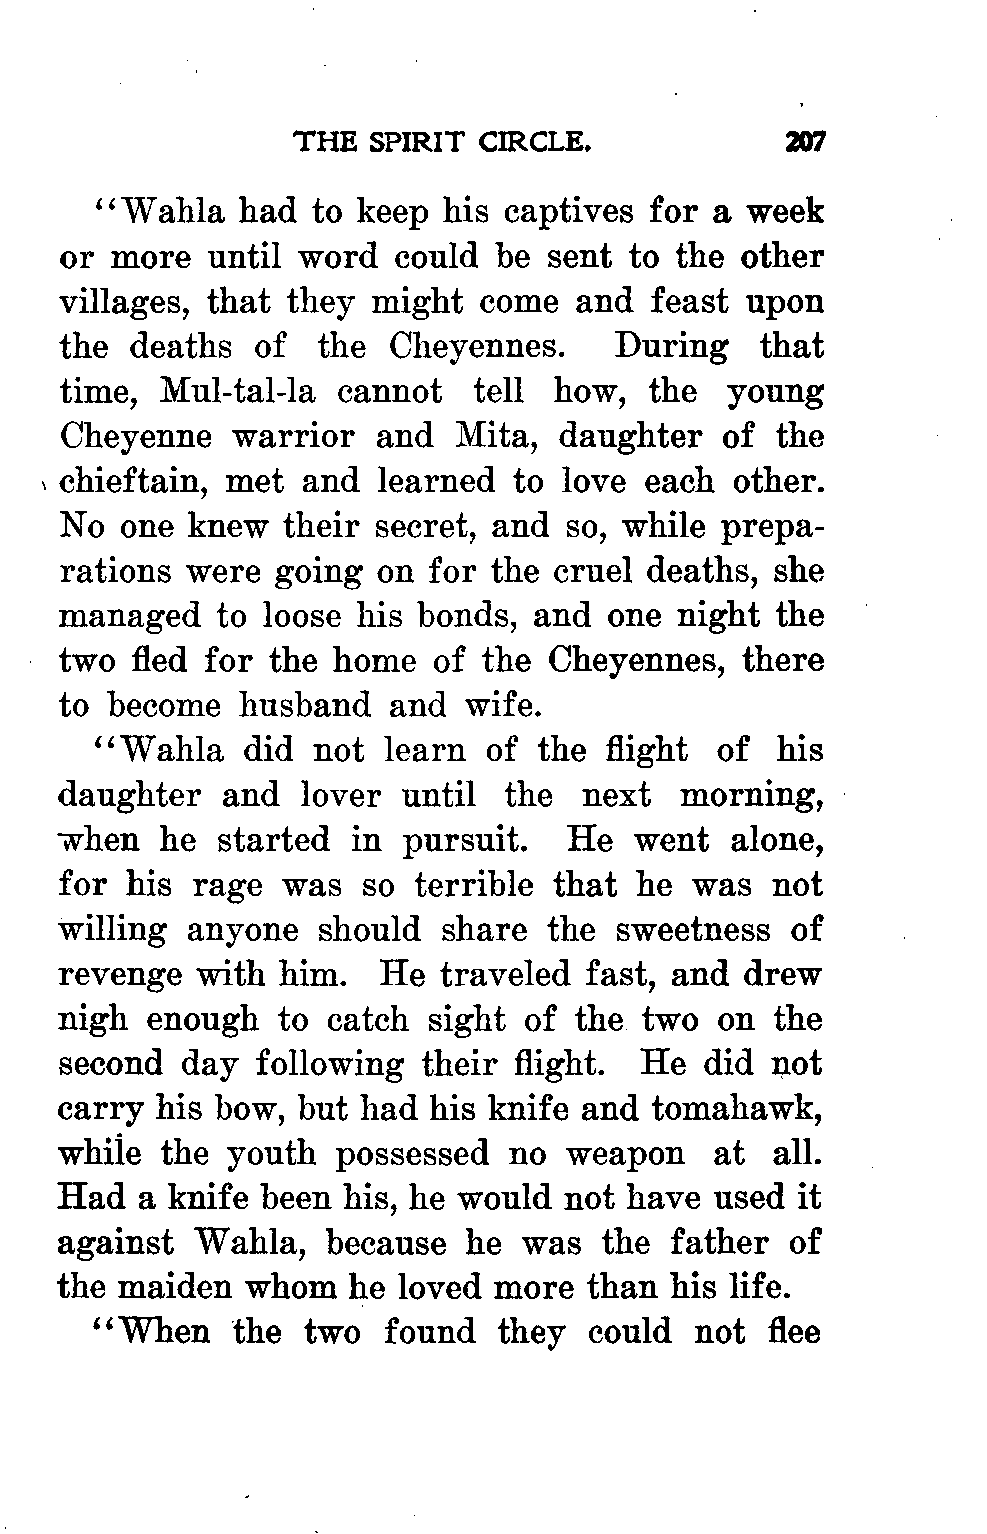 THE SPIRIT CIRCLE. 207
"Wahla had to keep his captives for a week
or more until word could be sent to the other
villages, that they might come and feast upon
the deaths of the Cheyennes. During that
time, Mul-tal-la cannot tell how, the young
Cheyenne warrior and Mita, daughter of the
chieftain, met and learned to love each other.
No one knew their secret, and so, while prepa-
rations were going on for the cruel deaths, she
managed to loose his bonds, and one night the
two fled for the home of the Cheyennes, there
to become husband and wife.
"Wahla did not learn of the flight of his
daughter and lover until the next morning,
when he started in pursuit. He went alone,
for his rage was so terrible that he was not
willing anyone should share the sweetness of
revenge with him. He traveled fast, and drew
nigh enough to catch sight of the two on the
second day following their flight. He did not
carry his bow, but had his knife and tomahawk,
while the youth possessed no weapon at all.
Had a knife been his, he would not have used it
against Wahla, because he was the father of
the maiden whom he loved more than his life.
"When the two found they could not flee